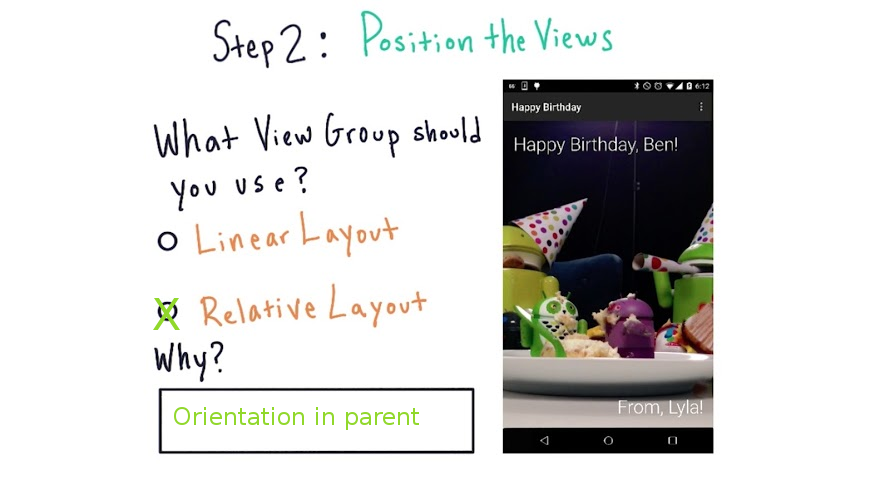 Step 2: Position the Views
What View Group should
you use?
Linear Layout
X Relative Layout
Why?
Orientation in parent
6:12
Happy Birthday
Happy Birthday, Ben!
From, Lyla!